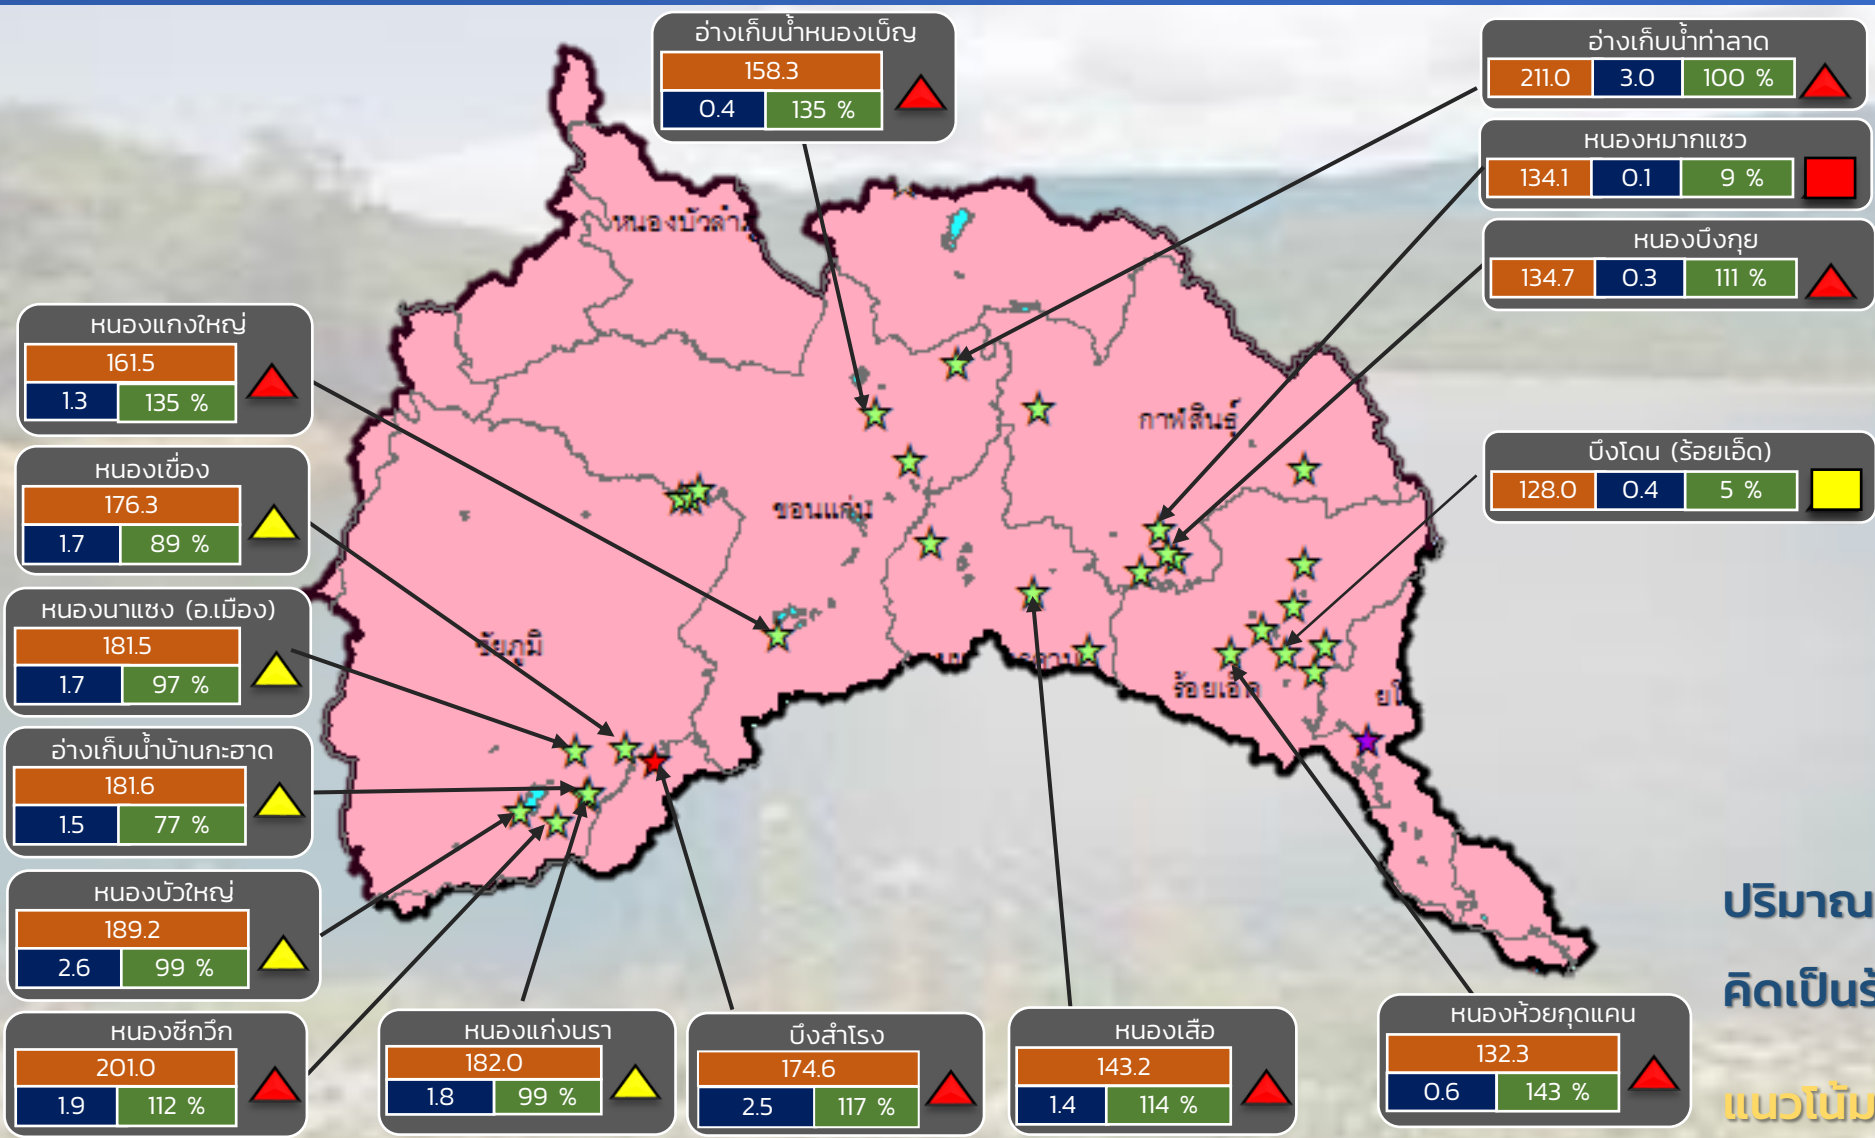 อ่างเก็บน้ำหนองเบ็ญ
158.3
0.4 135 %
อ่างเก็บน้ำท่าลาด
211.0 3.0 100 %
หนองหมากแซว
134.1 0.1 9 %
หนองบึงกุย
134.7 0.3 111 %
บึงโดน (ร้อยเอ็ด)
128.0 0.4 5 %
หนองแกงใหญ่
161.5
1.3 135 %
หนองเขื่อง
176.3
1.7 89 %
หนองนาแซง (อ.เมือง)
181.5
1.7 97 %
อ่างเก็บน้ำบ้านกะฮาด
181.6
1.5 77 %
หนองบัวใหญ่
189.2
2.6 99 %
หนองซีกวึก
201.0
1.9 112 %
หนองแก่งนรา
182.0
1.8 99 %
บึงสำโรง
174.6
2.5 117 %
หนองเสือ
143.2
1.4 114 %
หนองห้วยกุดแคน
132.3
0.6 143 %
หนองบัวลำภู
กาฬสินธุ์
ขอนแก่น
ชัยภูมิ
ร้อยเอ็ด
ปริมาณ
คิดเป็นร้
แนวโน้ม